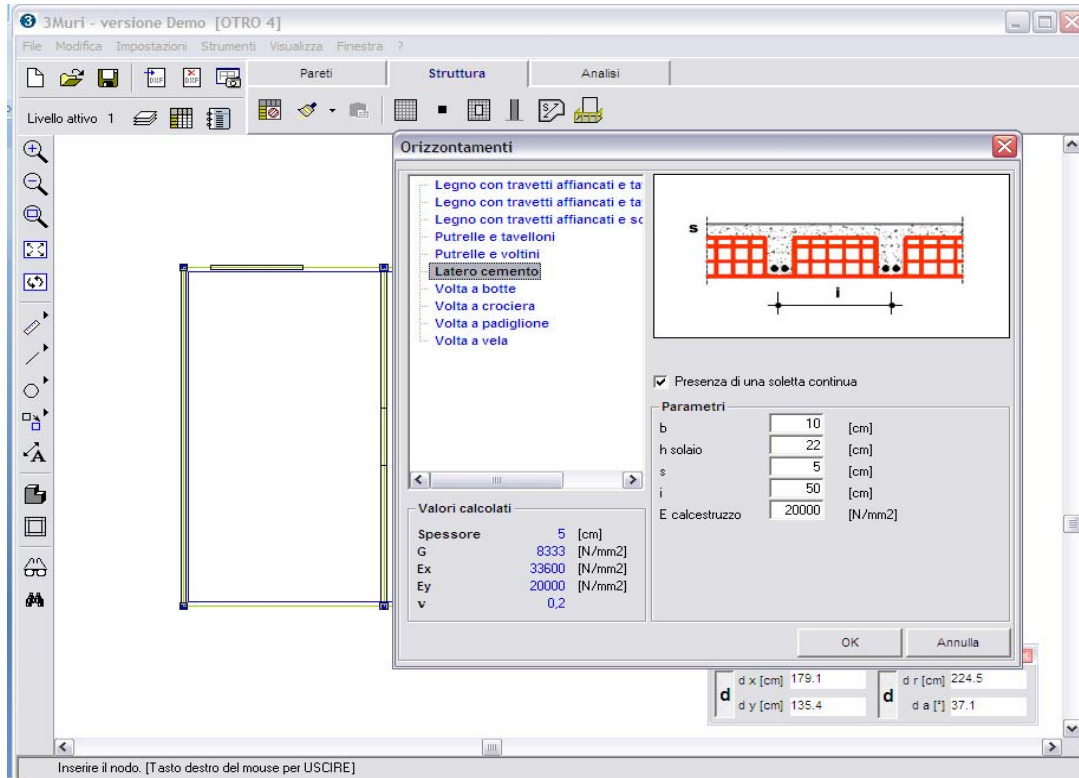 3Muri - versione Demo [OTRO 4]
File Modifica Impostazioni Strumenti Visualizza Finestra ?
Pareti Struttura Analisi
DXF DXF
Livello attivo 1
Orizzontamenti
Legno con travetti affiancati e ta
Legno con travetti affiancati e ta
Legno con travetti affiancati e sc
Putrelle e tavelloni
Putrelle e voltini
Latero cemento
Volta a botte
Volta a crociera
Volta a padiglione
Volta a vela
s
i
Presenza di una soletta continua
Parametri
b 10 [cm]
h solaio 22 [cm]
s 5 [cm]
i 50 [cm]
E calcestruzzo 20000 [N/mm2]
Valori calcolati
Spessore 5 [cm]
G 8333 [N/mm2]
Ex 33600 [N/mm2]
Ey 20000 [N/mm2]
ν 0,2
OK Annulla
d d x [cm] 179.1 d d r [cm] 224.5
d y [cm] 135.4 d a [°] 37.1
Inserire il nodo. [Tasto destro del mouse per USCIRE]